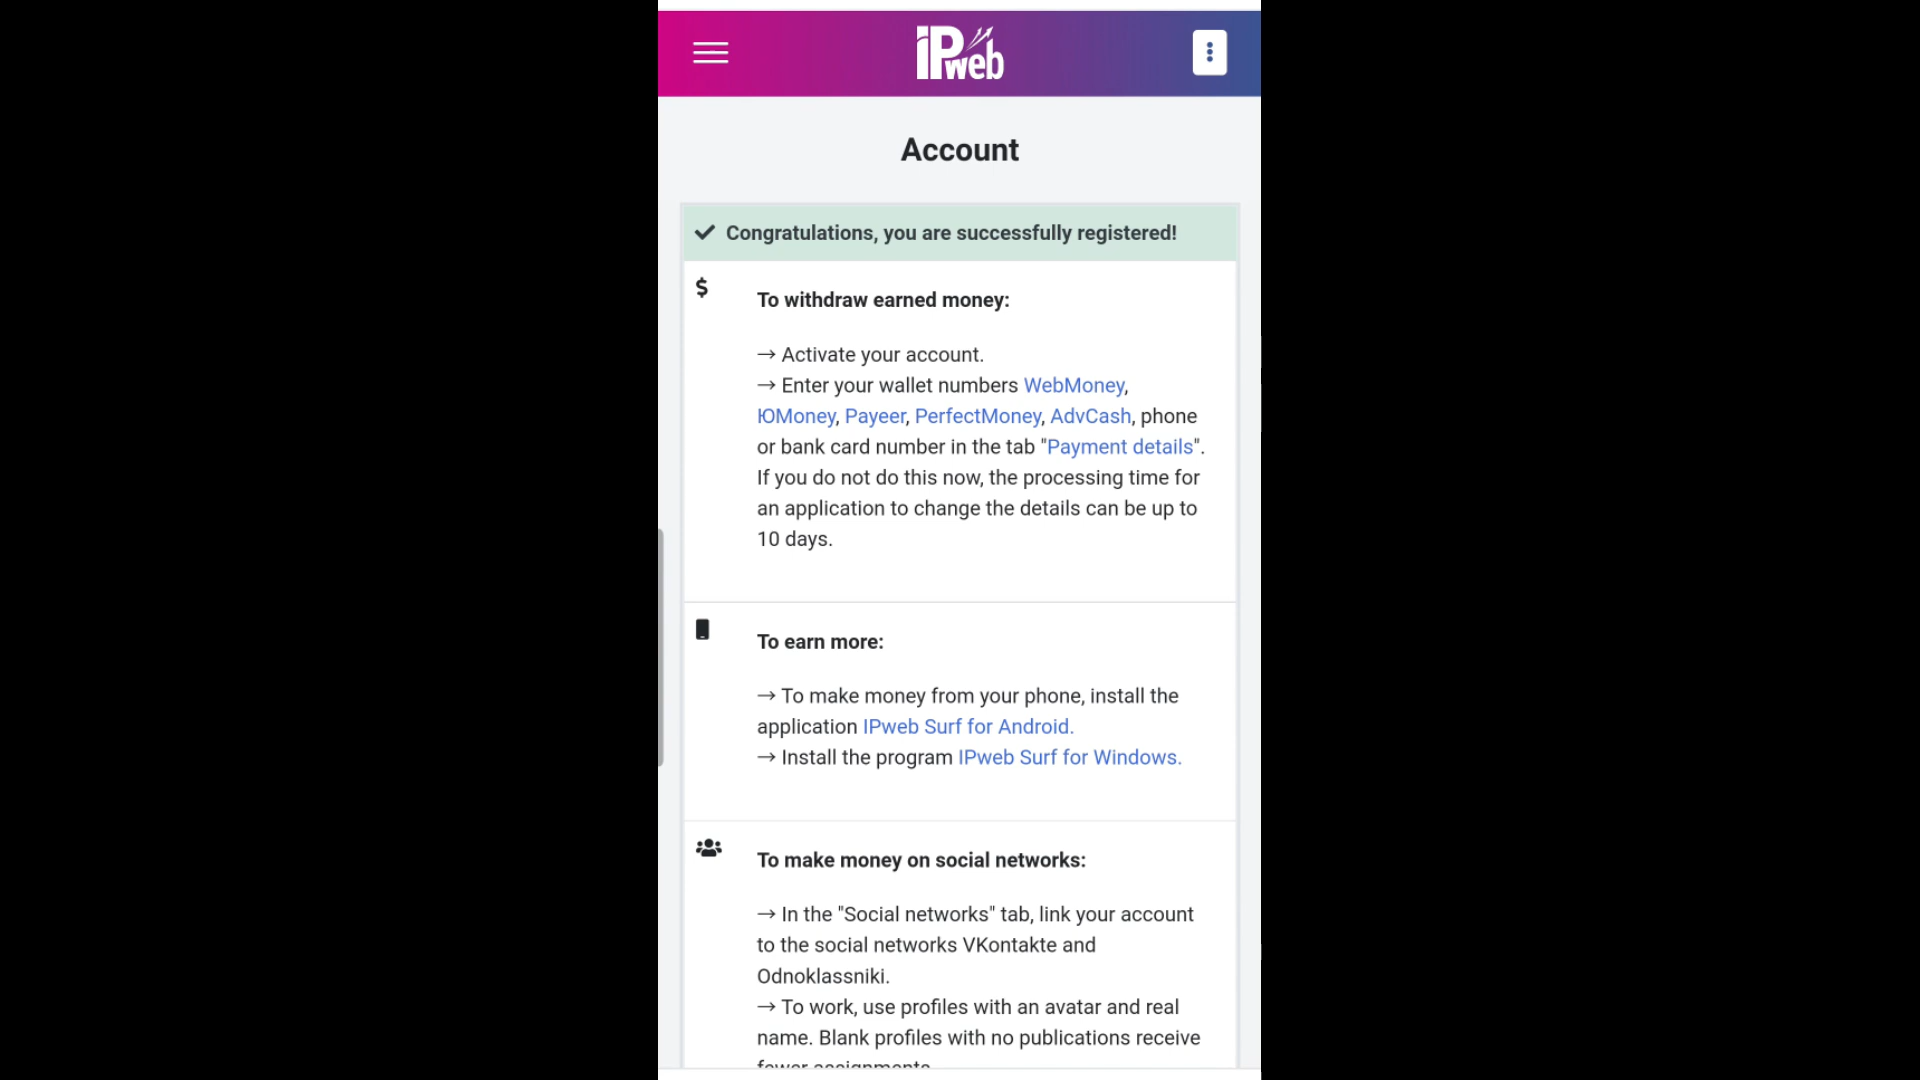 iPweb
Account
Congratulations, you are successfully registered!
To withdraw earned money:
→ Activate your account.
→ Enter your wallet numbers WebMoney,
ЮMoney, Payeer, PerfectMoney, AdvCash, phone
or bank card number in the tab "Payment details".
If you do not do this now, the processing time for
an application to change the details can be up to
10 days.
To earn more:
→ To make money from your phone, install the
application IPweb Surf for Android.
→ Install the program IPweb Surf for Windows.
To make money on social networks:
→ In the "Social networks" tab, link your account
to the social networks VKontakte and
Odnoklassniki.
→ To work, use profiles with an avatar and real
name. Blank profiles with no publications receive
fewer assignments.